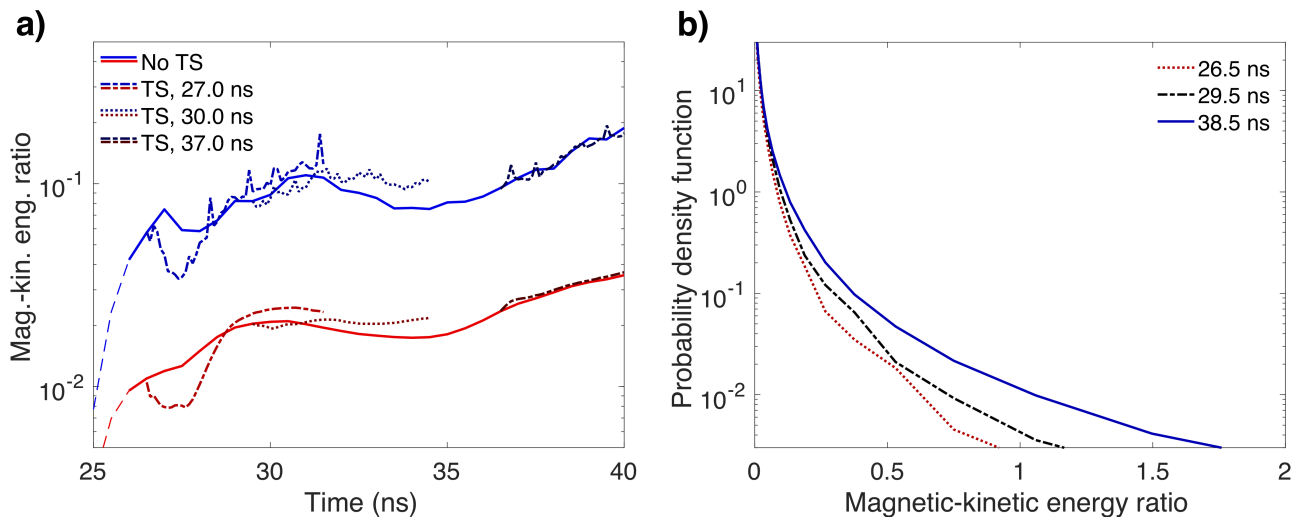 a)
No TS
TS, 27.0 ns
TS, 30.0 ns
TS, 37.0 ns
Mag.-kin. eng. ratio
10^-1
10^-2
25
30
35
40
Time (ns)
b)
26.5 ns
29.5 ns
38.5 ns
Probability density function
10^1
10^0
10^-1
10^-2
0
0.5
1
1.5
2
Magnetic-kinetic energy ratio